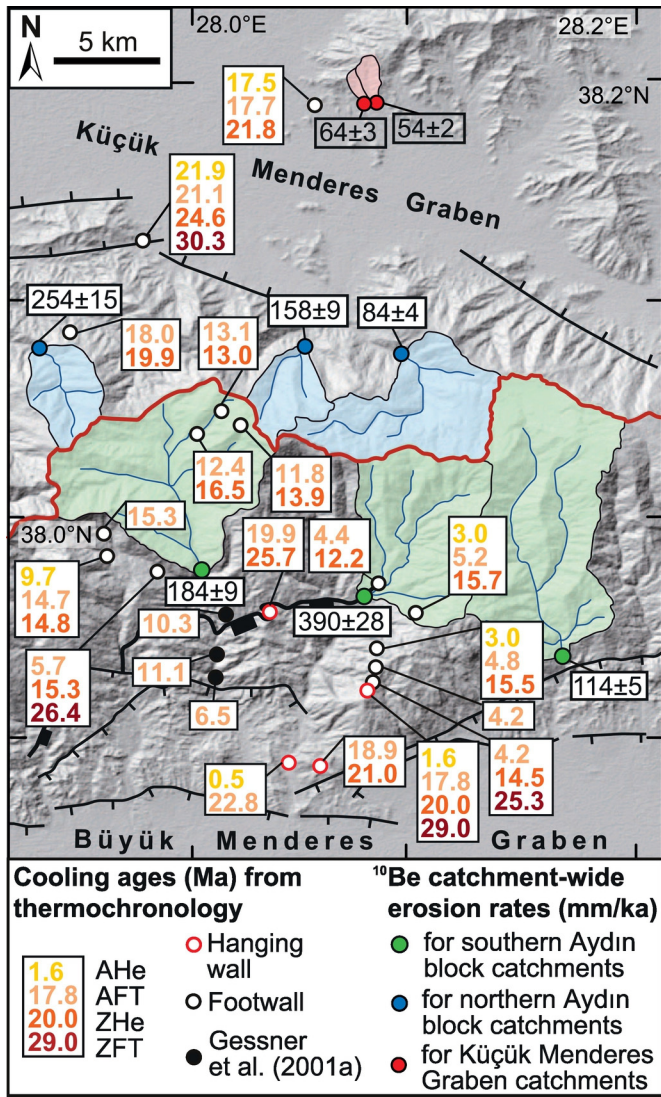 N
5 km
28.0°E
28.2°E
38.2°N
17.5
17.7
21.8
64±3
54±2
Küçük Menderes Graben
21.9
21.1
24.6
30.3
254±15
158±9
84±4
18.0
19.9
13.1
13.0
12.4
16.5
11.8
13.9
38.0°N
15.3
19.9
25.7
4.4
12.2
3.0
5.2
15.7
9.7
14.7
14.8
184±9
390±28
10.3
5.7
15.3
26.4
11.1
6.5
3.0
4.8
15.5
114±5
4.2
0.5
22.8
18.9
21.0
1.6
17.8
20.0
29.0
4.2
14.5
25.3
Büyük Menderes Graben
Cooling ages (Ma) from
thermochronology
1.6 AHe
17.8 AFT
20.0 ZHe
29.0 ZFT
Hanging
wall
Footwall
Gessner
et al. (2001a)
¹⁰Be catchment-wide
erosion rates (mm/ka)
for southern Aydın
block catchments
for northern Aydın
block catchments
for Küçük Menderes
Graben catchments